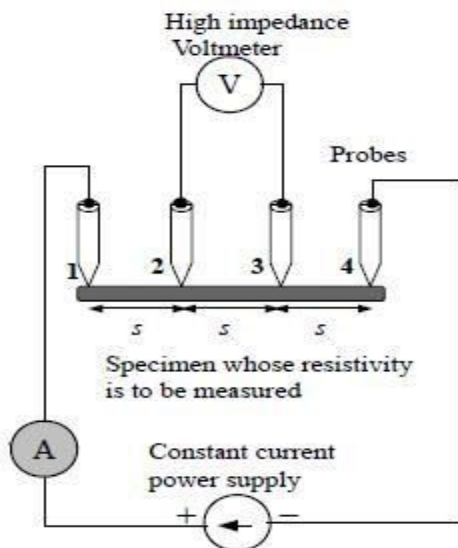 High impedance
Voltmeter
V
Probes
1 2 3 4
s s s
Specimen whose resistivity
is to be measured
A
Constant current
power supply
+ −